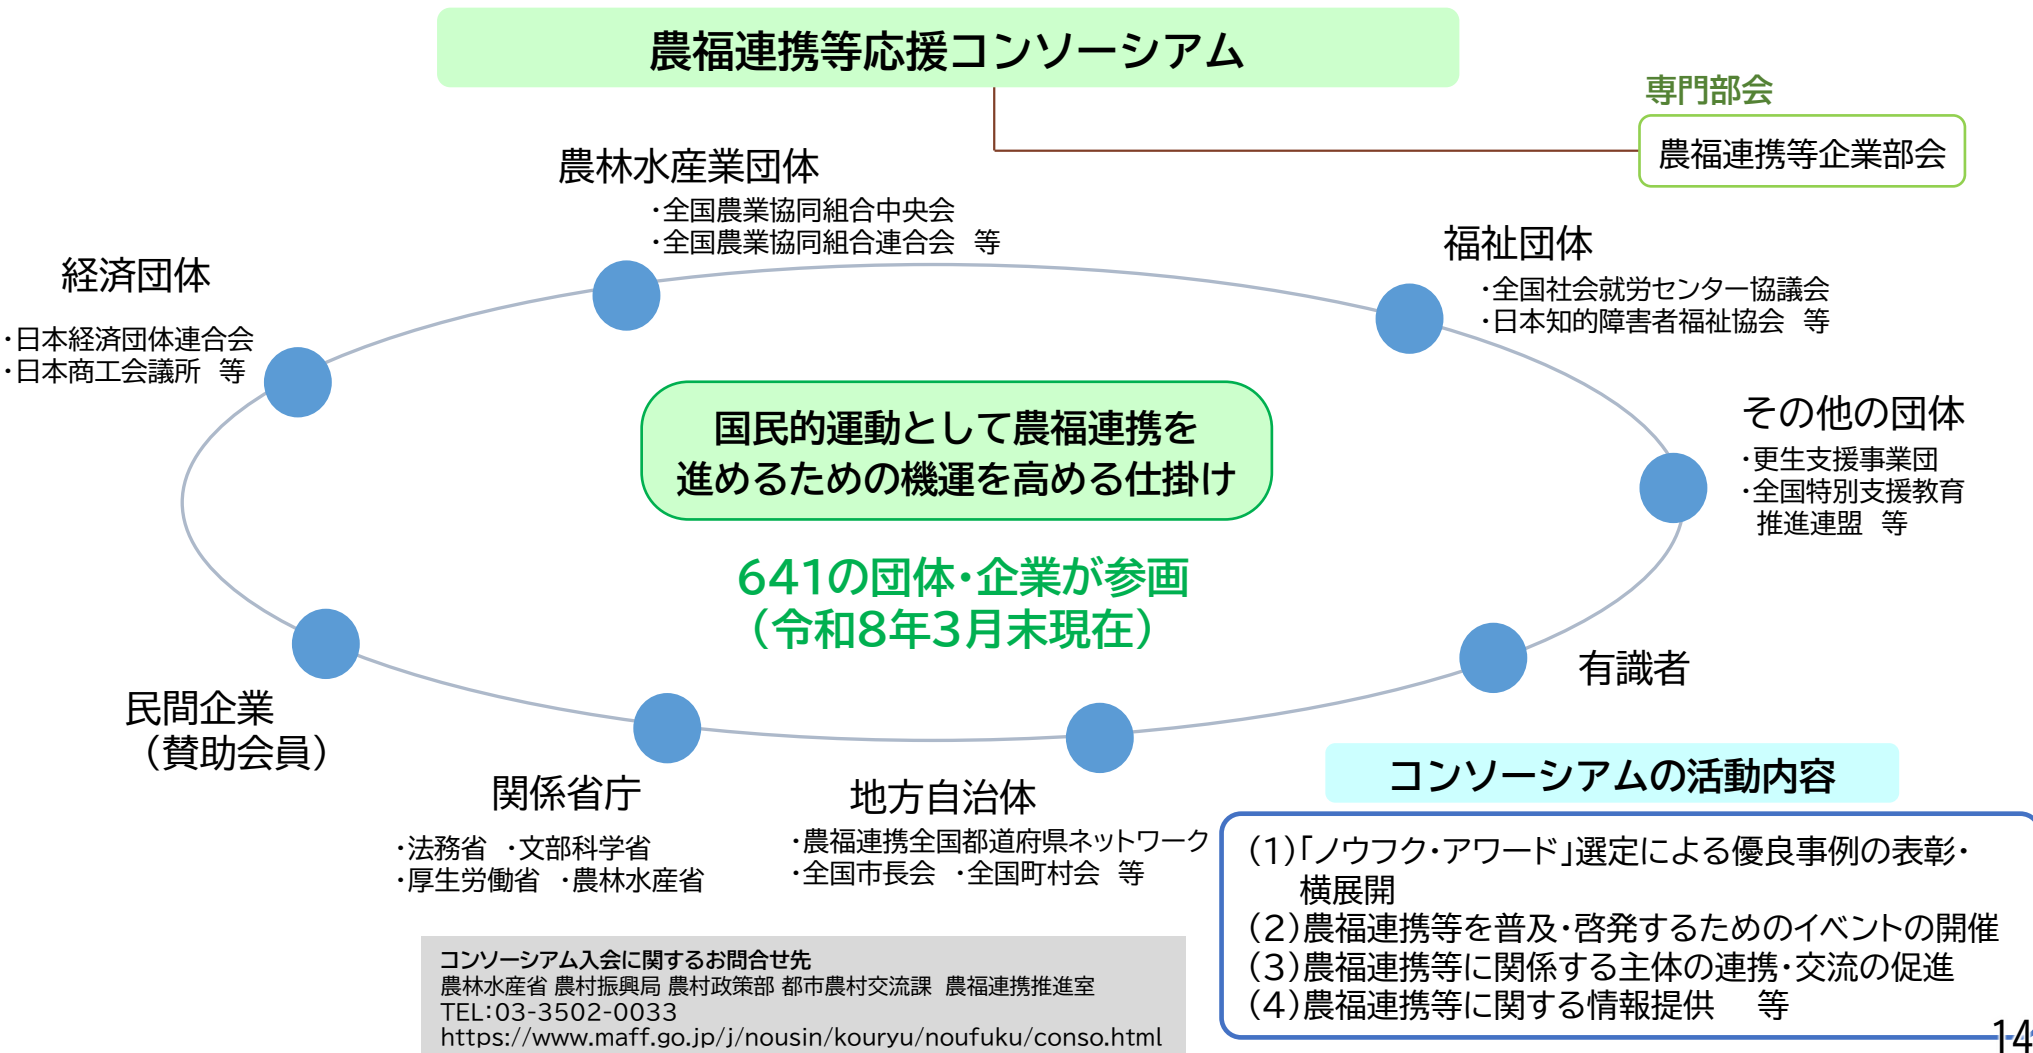 農福連携等応援コンソーシアム
専門部会
農福連携等企業部会
農林水産業団体
・全国農業協同組合中央会
・全国農業協同組合連合会 等
福祉団体
・全国社会就労センター協議会
・日本知的障害者福祉協会 等
経済団体
・日本経済団体連合会
・日本商工会議所 等
国民的運動として農福連携を
進めるための機運を高める仕掛け
その他の団体
・更生支援事業団
・全国特別支援教育
推進連盟 等
641の団体・企業が参画
(令和8年3月末現在)
有識者
民間企業
(賛助会員)
関係省庁
・法務省 ・文部科学省
・厚生労働省 ・農林水産省
地方自治体
・農福連携全国都道府県ネットワーク
・全国市長会 ・全国町村会 等
コンソーシアムの活動内容
(1)「ノウフク・アワード」選定による優良事例の表彰・
横展開
(2)農福連携等を普及・啓発するためのイベントの開催
(3)農福連携等に関係する主体の連携・交流の促進
(4)農福連携等に関する情報提供 等
コンソーシアム入会に関するお問合せ先
農林水産省 農村振興局 農村政策部 都市農村交流課 農福連携推進室
TEL:03-3502-0033
https://www.maff.go.jp/j/nousin/kouryu/noufuku/conso.html
14